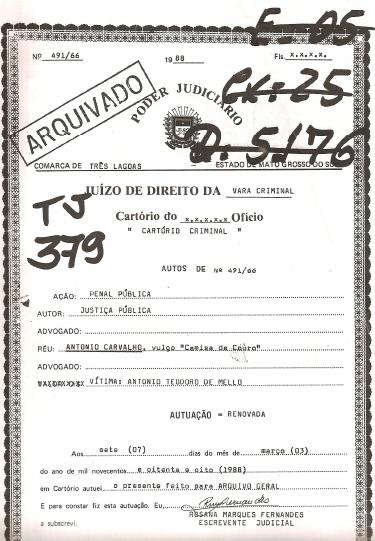 E-05
Nº 491/66 1988 Fls x.x.x.x.
Cx: 25
ARQUIVADO
PODER JUDICIÁRIO
D. 5/76
COMARCA DE TRÊS LAGOAS - ESTADO DE MATO GROSSO DO SUL
JUÍZO DE DIREITO DA VARA CRIMINAL
TJ
379
Cartório do x.x.x.x.x Ofício
" CARTÓRIO CRIMINAL "
AUTOS DE Nº 491/66
AÇÃO: PENAL PÚBLICA
AUTOR: JUSTIÇA PÚBLICA
ADVOGADO:
RÉU: ANTONIO CARVALHO, vulgo "Camisa de Couro"
ADVOGADO:
VÍTIMA: ANTONIO TEODORO DE MELLO
AUTUAÇÃO = RENOVADA
Aos sete (07) dias do mês de março (03)
do ano de mil novecentos e oitenta e oito (1988)
em Cartório autuei o presente feito para ARQUIVO GERAL
E para constar fiz esta autuação. Eu,
ROSANA MARQUES FERNANDES
a subscrevi. ESCREVENTE JUDICIAL